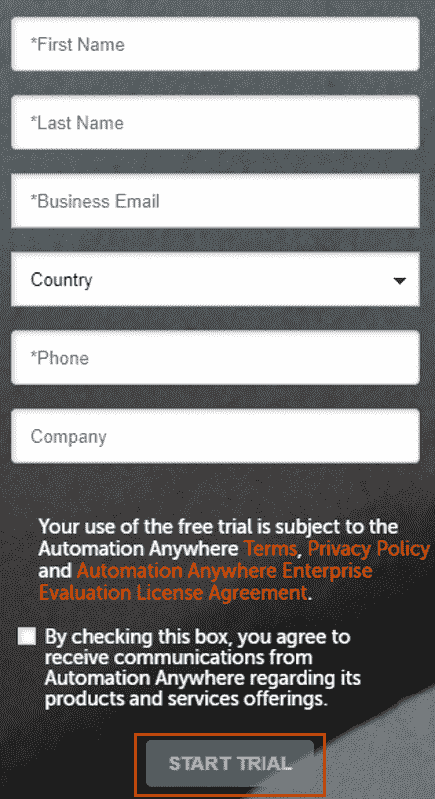 *First Name
*Last Name
*Business Email
Country
*Phone
Company
Your use of the free trial is subject to the
Automation Anywhere Terms, Privacy Policy
and Automation Anywhere Enterprise
Evaluation License Agreement.
By checking this box, you agree to
receive communications from
Automation Anywhere regarding its
products and services offerings.
START TRIAL